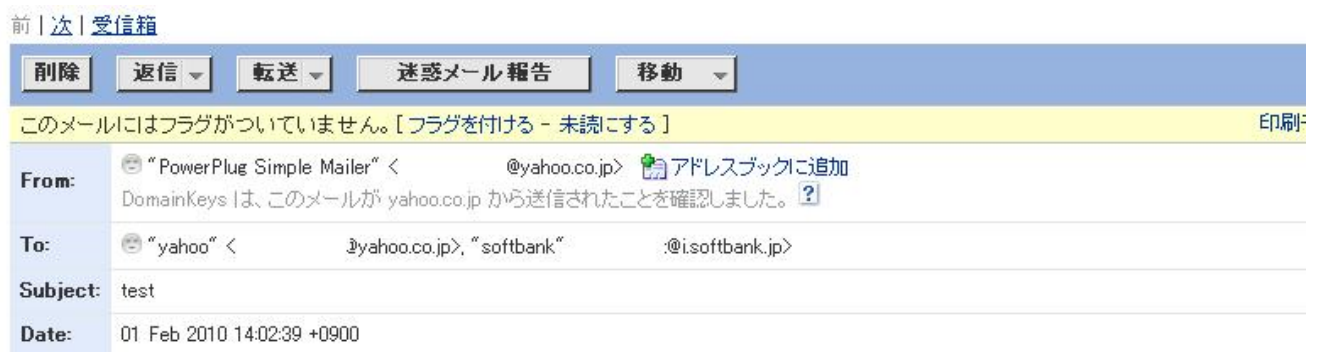 前 | 次 | 受信箱
削除 返信 転送 迷惑メール報告 移動
このメールにはフラグがついていません。[ フラグを付ける - 未読にする ] 印刷
From: "PowerPlug Simple Mailer" < @yahoo.co.jp> アドレスブックに追加
DomainKeys は、このメールが yahoo.co.jp から送信されたことを確認しました。 ?
To: "yahoo" < @yahoo.co.jp>, "softbank" @i.softbank.jp>
Subject: test
Date: 01 Feb 2010 14:02:39 +0900